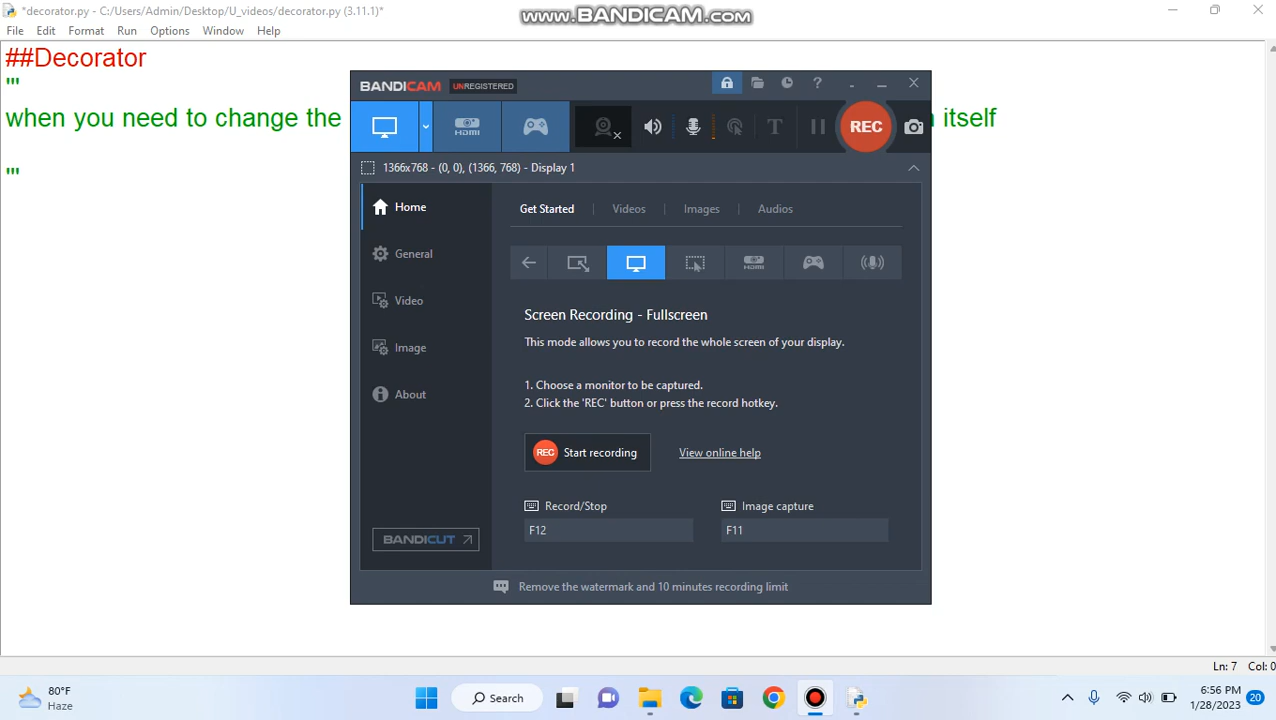 *decorator.py - C:/Users/Admin/Desktop/U_videos/decorator.py (3.11.1)*
www.BANDICAM.com
File Edit Format Run Options Window Help
##Decorator
'''
when you need to change the
itself
'''
BANDICAM UNREGISTERED
HDMI
T
REC
1366x768 - (0, 0), (1366, 768) - Display 1
Home
General
Video
Image
About
BANDICUT
Get Started
Videos
Images
Audios
HDMI
Screen Recording - Fullscreen
This mode allows you to record the whole screen of your display.
1. Choose a monitor to be captured.
2. Click the 'REC' button or press the record hotkey.
REC Start recording
View online help
Record/Stop
Image capture
F12
F11
Remove the watermark and 10 minutes recording limit
Ln: 7 Col: 0
80°F
Haze
Search
6:56 PM
1/28/2023
20